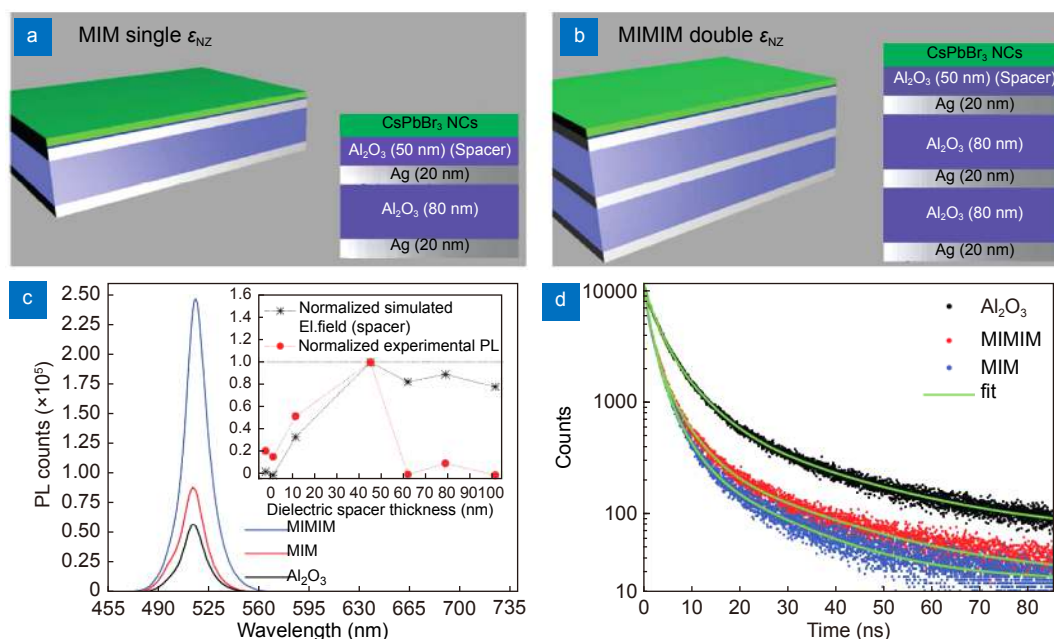 a MIM single εNZ
CsPbBr₃ NCs
Al₂O₃ (50 nm) (Spacer)
Ag (20 nm)
Al₂O₃ (80 nm)
Ag (20 nm)
b MIMIM double εNZ
CsPbBr₃ NCs
Al₂O₃ (50 nm) (Spacer)
Ag (20 nm)
Al₂O₃ (80 nm)
Ag (20 nm)
Al₂O₃ (80 nm)
Ag (20 nm)
c
PL counts (×10⁵)
2.50
2.25
2.00
1.75
1.50
1.25
1.00
0.75
0.50
0.25
0
455 490 525 560 595 630 665 700 735
Wavelength (nm)
1.6
1.4
1.2
1.0
0.8
0.6
0.4
0.2
0
Normalized simulated
El.field (spacer)
Normalized experimental PL
0 10 20 30 40 50 60 70 80 90 100
Dielectric spacer thickness (nm)
MIMIM
MIM
Al₂O₃
d
Counts
10000
1000
100
10
0 10 20 30 40 50 60 70 80
Time (ns)
Al₂O₃
MIMIM
MIM
fit